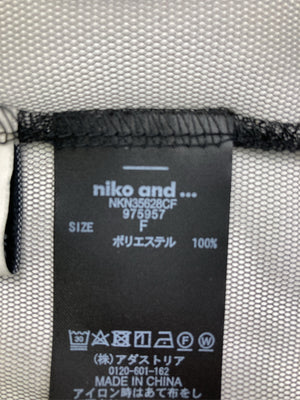 niko and ...
NKN35628CF
975957
SIZE F
ポリエステル 100%
30 P W
(株)アダストリア
0120-601-162
MADE IN CHINA
アイロン時はあて布をし